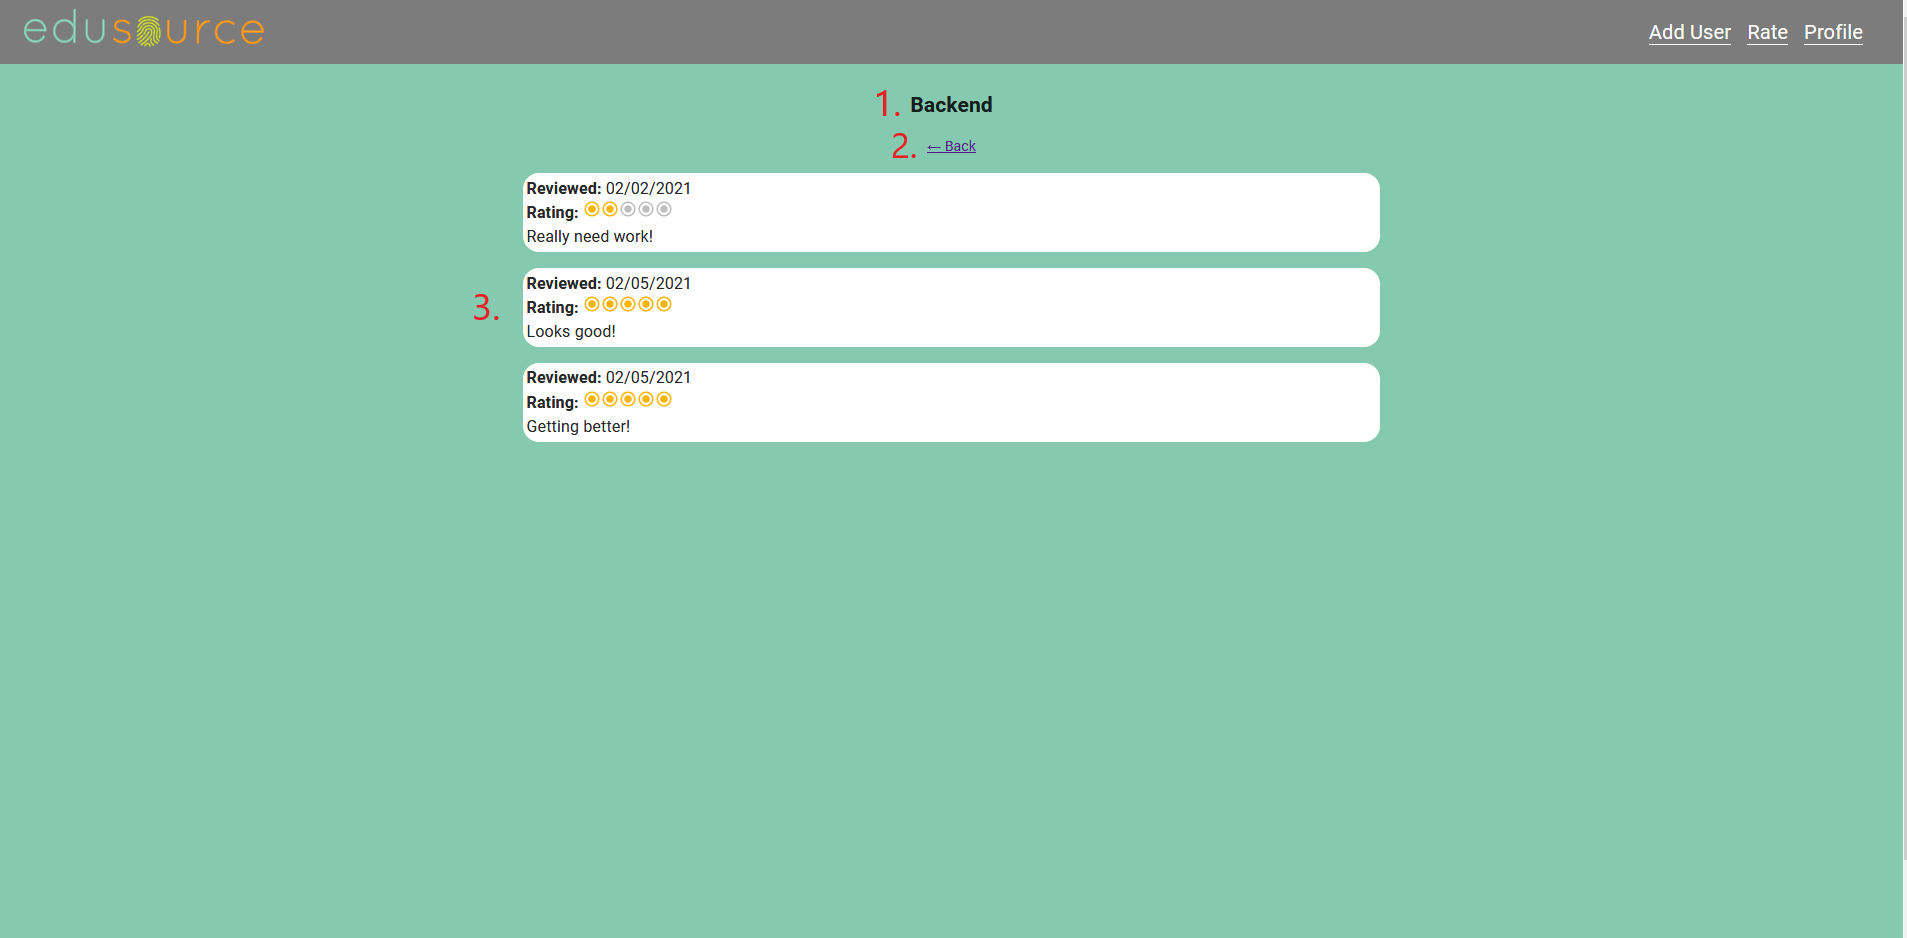 edusource
Add User Rate Profile
1. Backend
2. ← Back
Reviewed: 02/02/2021
Rating:
Really need work!
3.
Reviewed: 02/05/2021
Rating:
Looks good!
Reviewed: 02/05/2021
Rating:
Getting better!